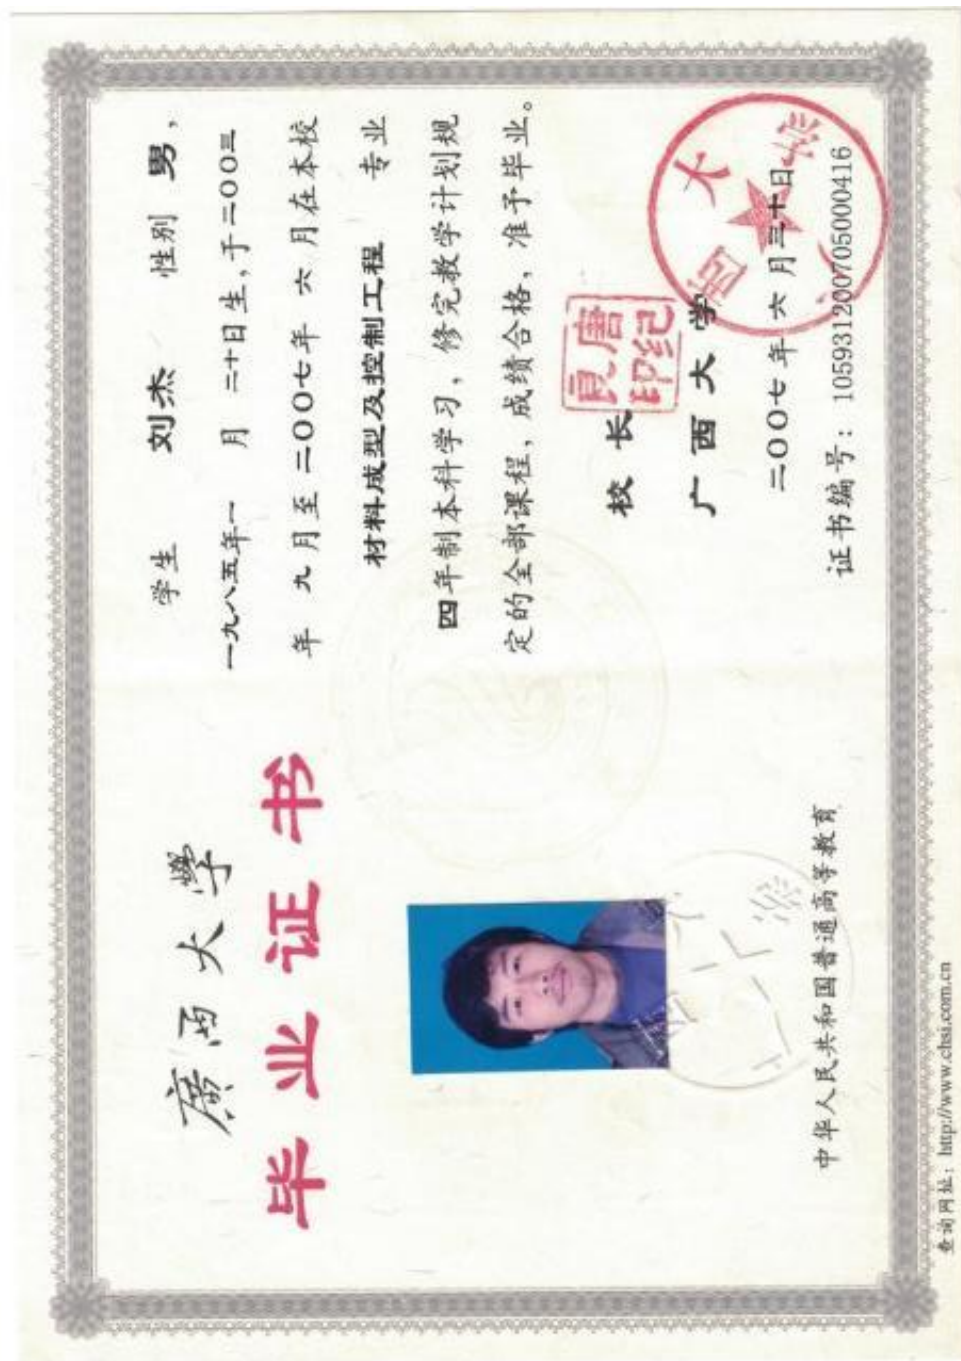 廣西大學
毕业证书
中华人民共和国普通高等教育
学生 刘杰 性别 男，
一九八五年一 月 二十日生，于二〇〇三
年 九 月至 二〇〇七年 六 月在本校
材料成型及控制工程 专业
四年制本科学习，修完教学计划规
定的全部课程，成绩合格，准予毕业。
校 长
唐纪良印
广 西 大 学
二〇〇七年 六 月三十日
证书编号：105931200705000416
查询网址：http://www.chsi.com.cn